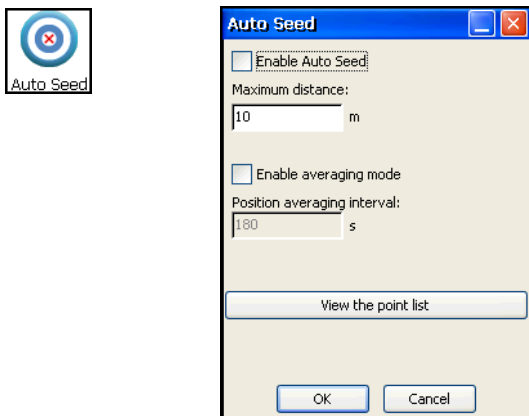 Auto Seed
Auto Seed
Enable Auto Seed
Maximum distance:
10 m
Enable averaging mode
Position averaging interval:
180 s
View the point list
OK Cancel